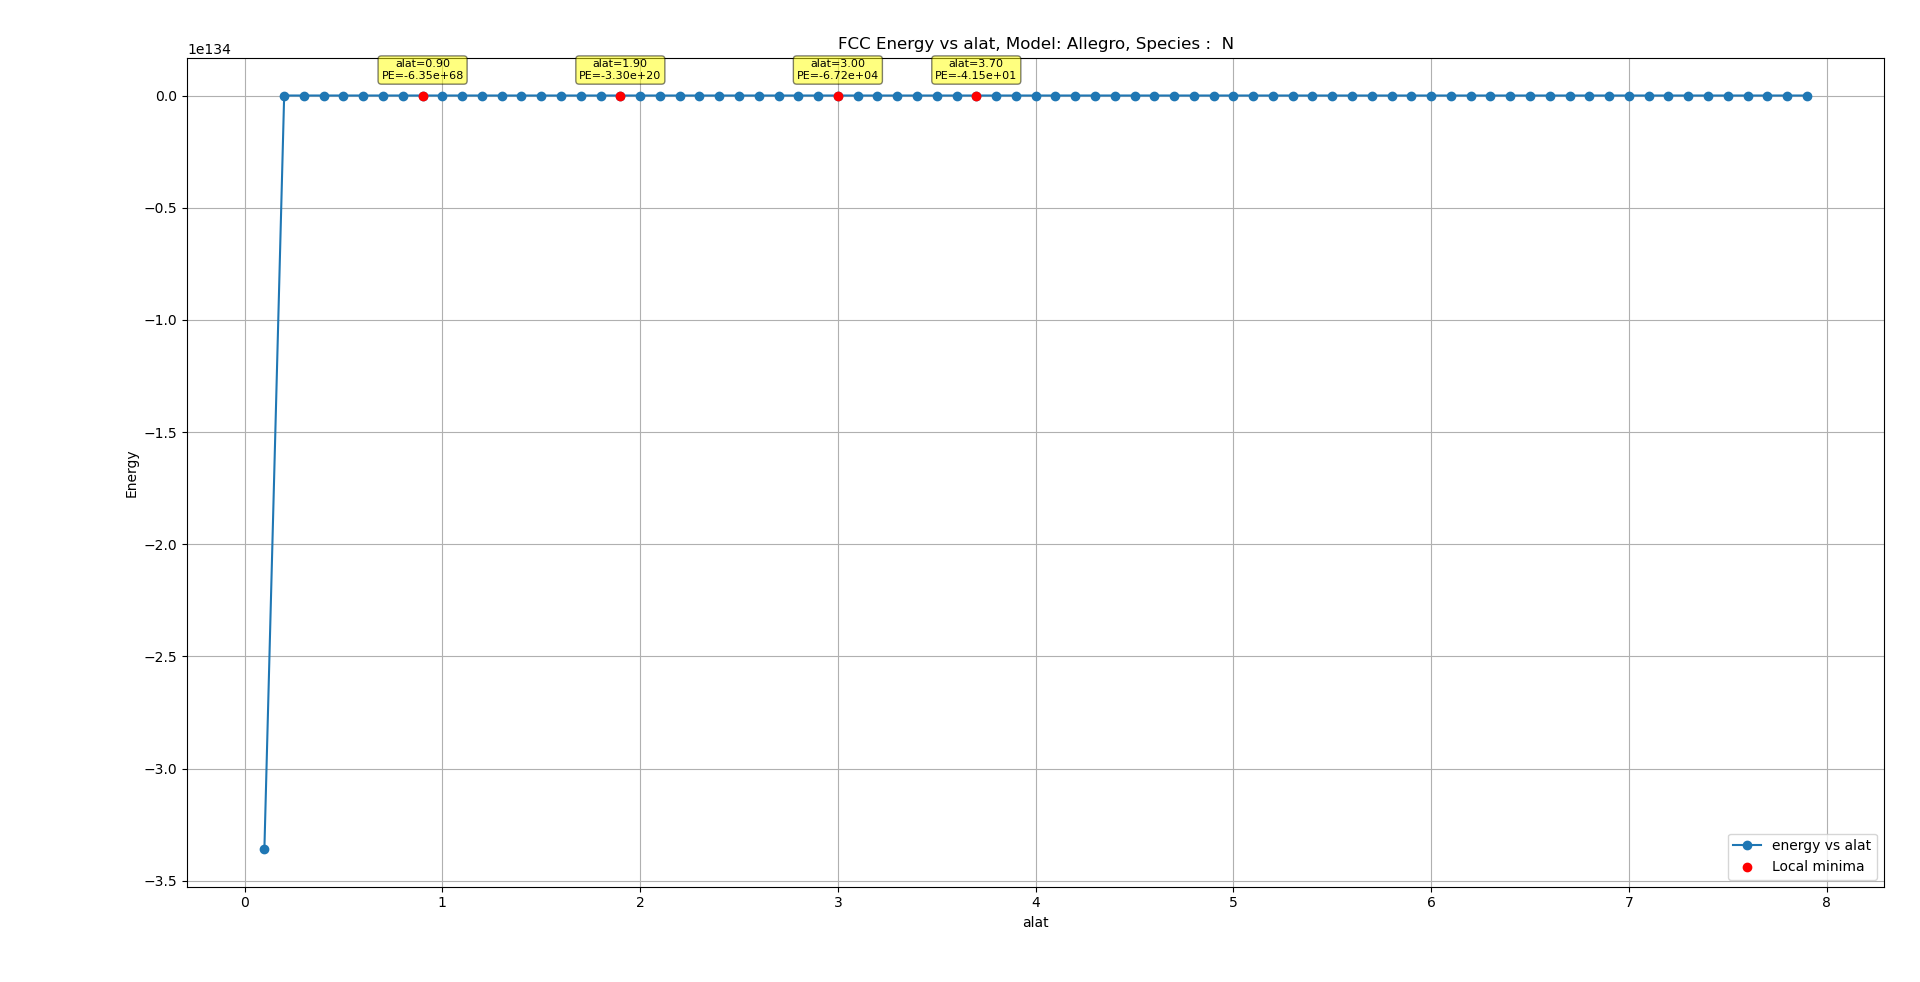 FCC Energy vs alat, Model: Allegro, Species :  N
1e134
alat=0.90
PE=-6.35e+68
alat=1.90
PE=-3.30e+20
alat=3.00
PE=-6.72e+04
alat=3.70
PE=-4.15e+01
0.0
−0.5
−1.0
−1.5
−2.0
−2.5
−3.0
−3.5
Energy
energy vs alat
Local minima
0 1 2 3 4 5 6 7 8
alat